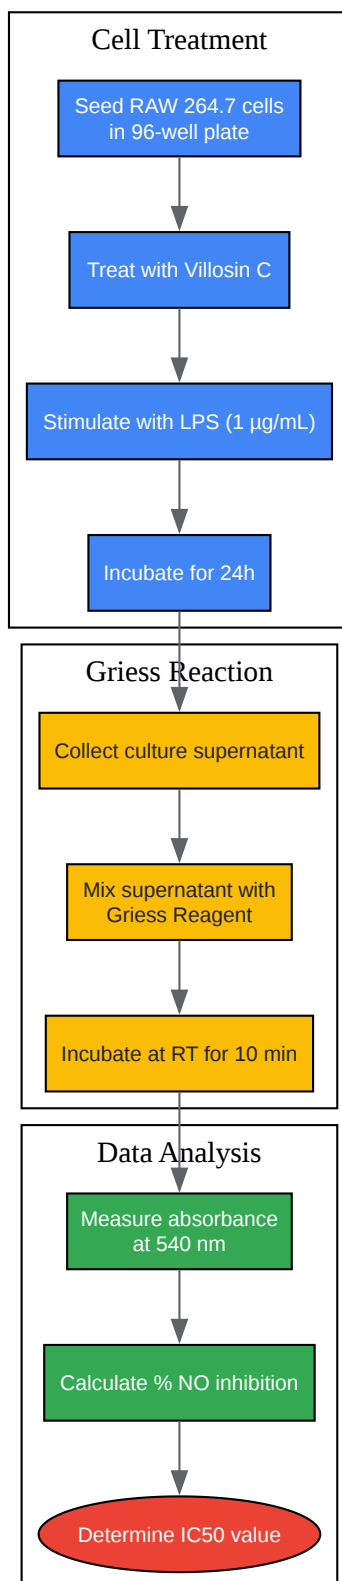 Cell Treatment
Seed RAW 264.7 cells
in 96-well plate
Treat with Villosin C
Stimulate with LPS (1 µg/mL)
Incubate for 24h
Griess Reaction
Collect culture supernatant
Mix supernatant with
Griess Reagent
Incubate at RT for 10 min
Data Analysis
Measure absorbance
at 540 nm
Calculate % NO inhibition
Determine IC50 value